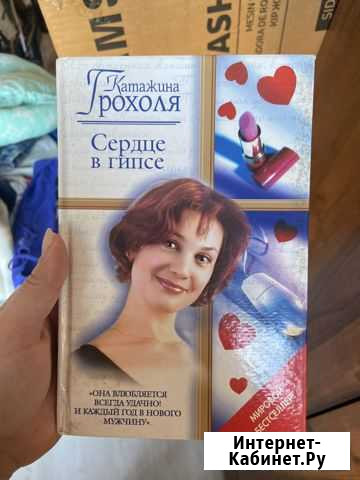 Катажина
Грохоля
Сердце
в гипсе
«ОНА ВЛЮБЛЯЕТСЯ
ВСЕГДА УДАЧНО!
И КАЖДЫЙ ГОД В НОВОГО
МУЖЧИНУ».
МИРОВОЙ
БЕСТСЕЛЛЕР
Интернет-
Кабинет.Ру